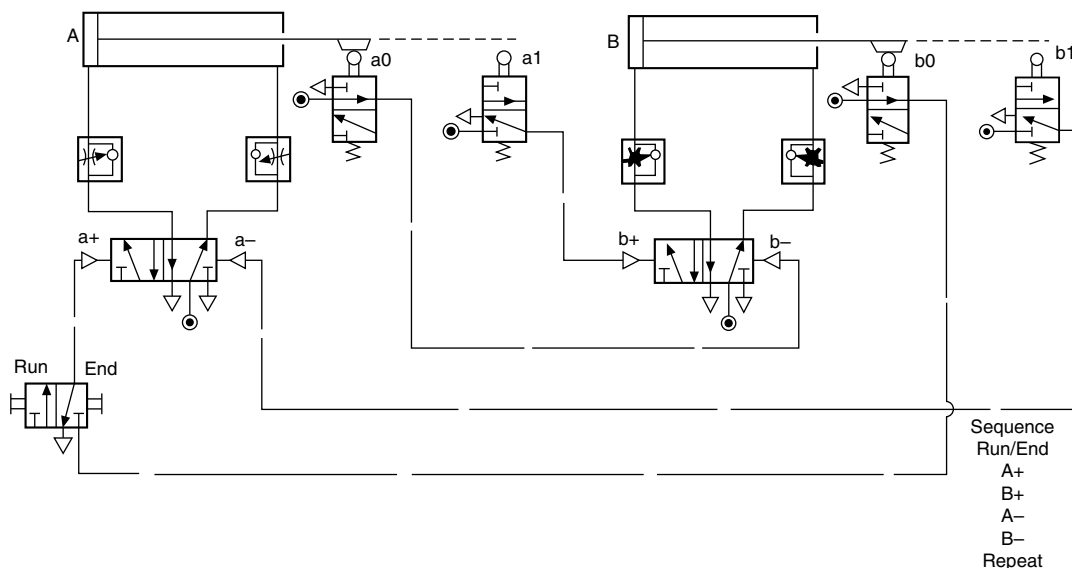 A
a0
a1
B
b0
b1
a+
a–
b+
b–
Run
End
Sequence
Run/End
A+
B+
A–
B–
Repeat